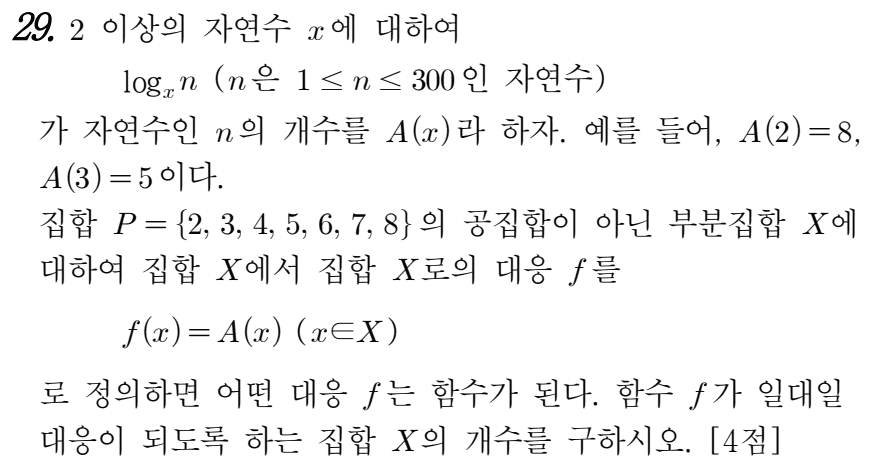 29. 2 이상의 자연수 x에 대하여
logₓ n (n은 1 ≤ n ≤ 300인 자연수)
가 자연수인 n의 개수를 A(x)라 하자. 예를 들어, A(2)=8,
A(3)=5이다.
집합 P={2, 3, 4, 5, 6, 7, 8}의 공집합이 아닌 부분집합 X에
대하여 집합 X에서 집합 X로의 대응 f를
f(x)=A(x) (x∈X)
로 정의하면 어떤 대응 f는 함수가 된다. 함수 f가 일대일
대응이 되도록 하는 집합 X의 개수를 구하시오. [4점]